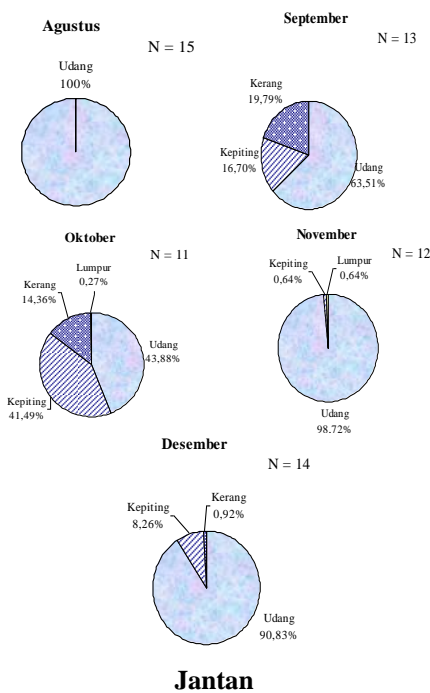 Agustus
N = 15
Udang
100%
September
N = 13
Kerang
19,79%
Kepiting
16,70%
Udang
63,51%
Oktober
N = 11
Lumpur
0,27%
Kerang
14,36%
Udang
43,88%
Kepiting
41,49%
November
N = 12
Kepiting
0,64%
Lumpur
0,64%
Udang
98.72%
Desember
N = 14
Kepiting
8,26%
Kerang
0,92%
Udang
90,83%
Jantan